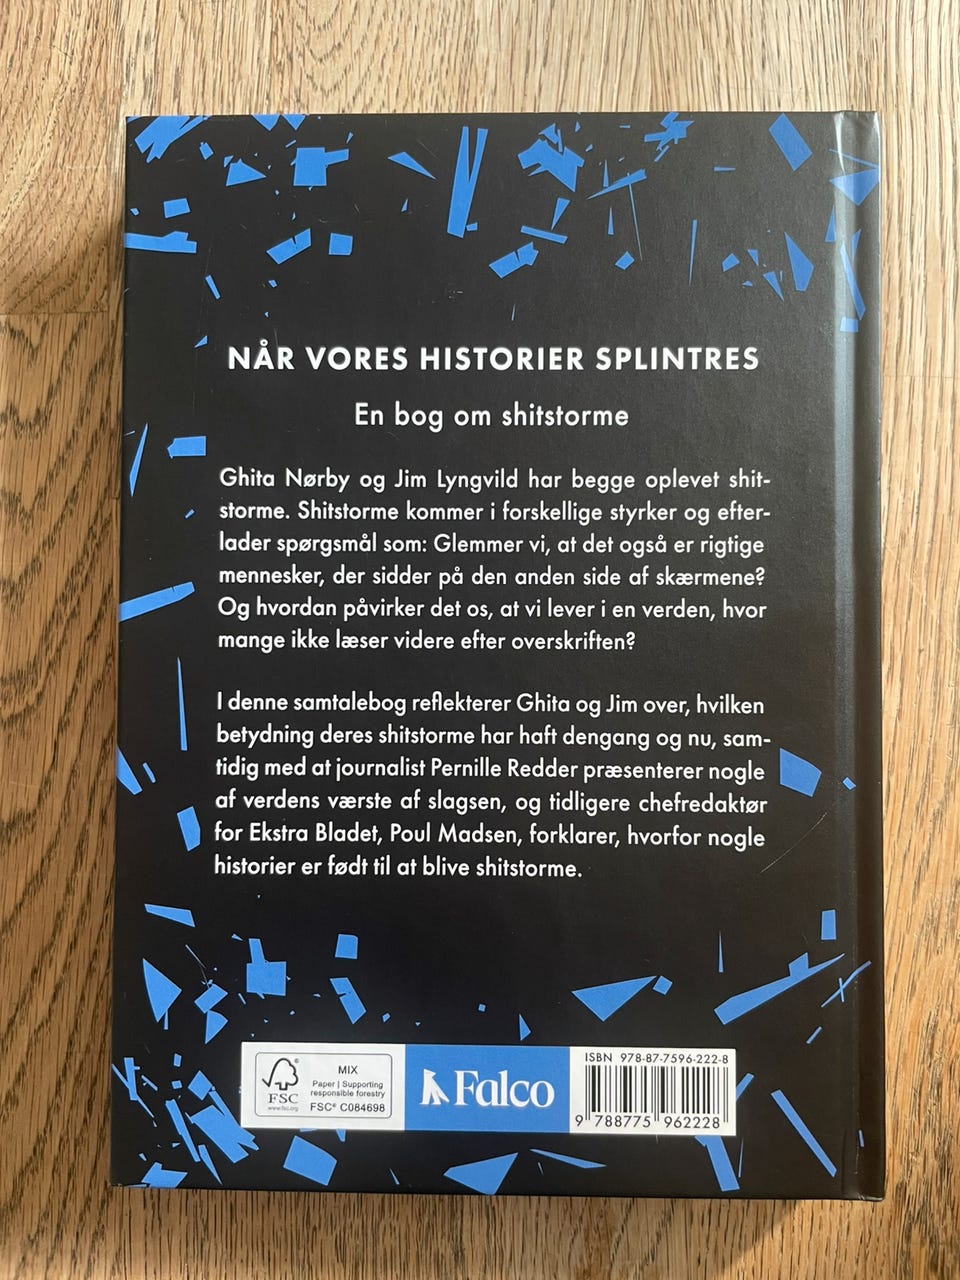 NÅR VORES HISTORIER SPLINTRES
En bog om shitstorme
Ghita Nørby og Jim Lyngvild har begge oplevet shit-
storme. Shitstorme kommer i forskellige styrker og efter-
lader spørgsmål som: Glemmer vi, at det også er rigtige
mennesker, der sidder på den anden side af skærmene?
Og hvordan påvirker det os, at vi lever i en verden, hvor
mange ikke læser videre efter overskriften?
I denne samtalebog reflekterer Ghita og Jim over, hvilken
betydning deres shitstorme har haft dengang og nu, sam-
tidig med at journalist Pernille Redder præsenterer nogle
af verdens værste af slagsen, og tidligere chefredaktør
for Ekstra Bladet, Poul Madsen, forklarer, hvorfor nogle
historier er født til at blive shitstorme.
FSC®
www.fsc.org
MIX
Paper | Supporting
responsible forestry
FSC® C084698
Falco
ISBN 978-87-7596-222-8
9 788775 962228